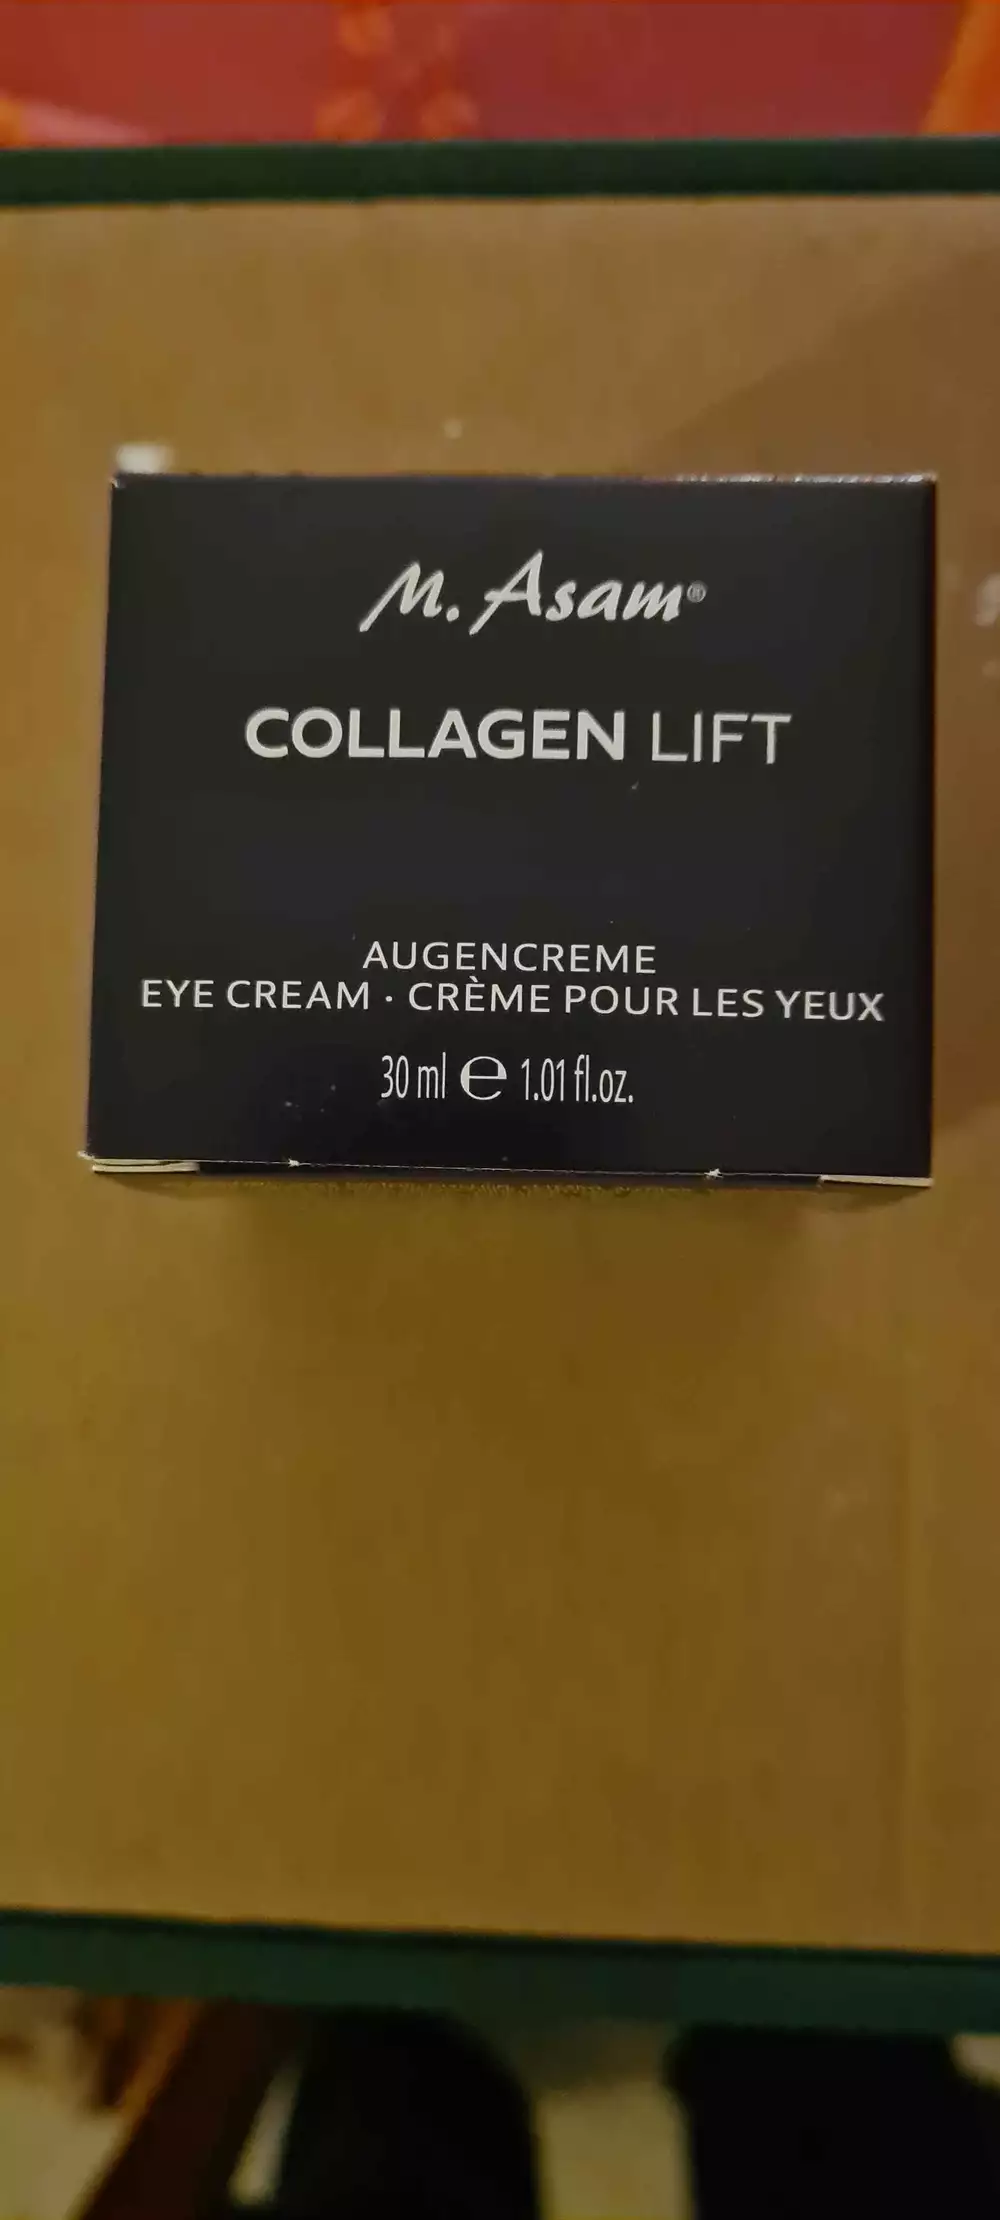 M. Asam®
COLLAGEN LIFT
AUGENCREME
EYE CREAM · CRÈME POUR LES YEUX
30 ml ℮ 1.01 fl.oz.